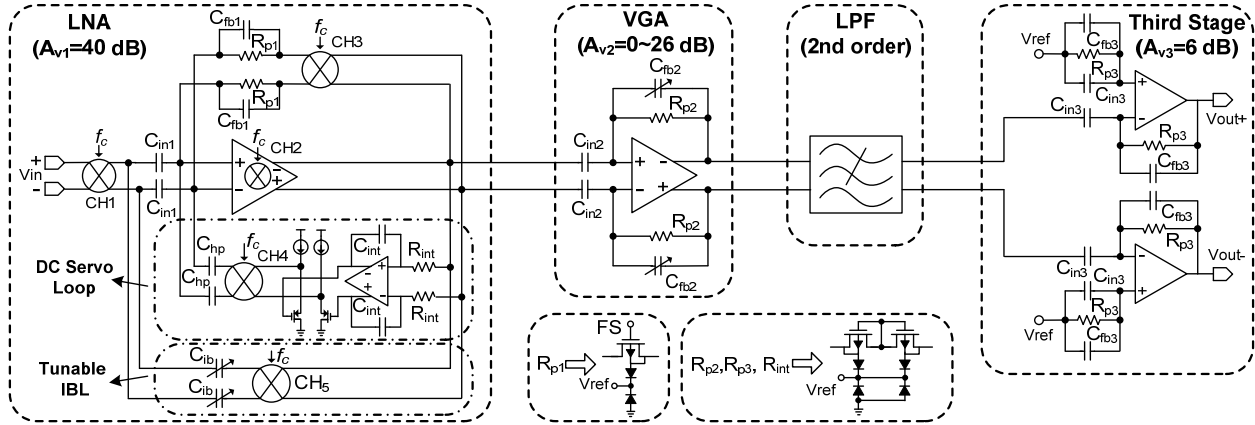 LNA
(Av1=40 dB)
Cfb1
Rp1
fc
CH3
Rp1
Cfb1
fc
CH1
+
Vin
-
Cin1
Cin1
fc
CH2
+
-
-
+
DC Servo
Loop
Chp
Chp
fc
CH4
Cint
Cint
+
-
-
+
Rint
Rint
Tunable
IBL
Cib
Cib
fc
CH5
VGA
(Av2=0~26 dB)
Cfb2
Rp2
Cin2
Cin2
+
-
-
+
Rp2
Cfb2
LPF
(2nd order)
Third Stage
(Av3=6 dB)
Vref
Cfb3
Rp3
Cin3
Cin3
+
-
Vout+
Rp3
Cfb3
Cfb3
Rp3
Cin3
Cin3
-
+
Vout-
Vref
Rp3
Cfb3
FS
Rp1
Vref
Rp2,Rp3, Rint
Vref